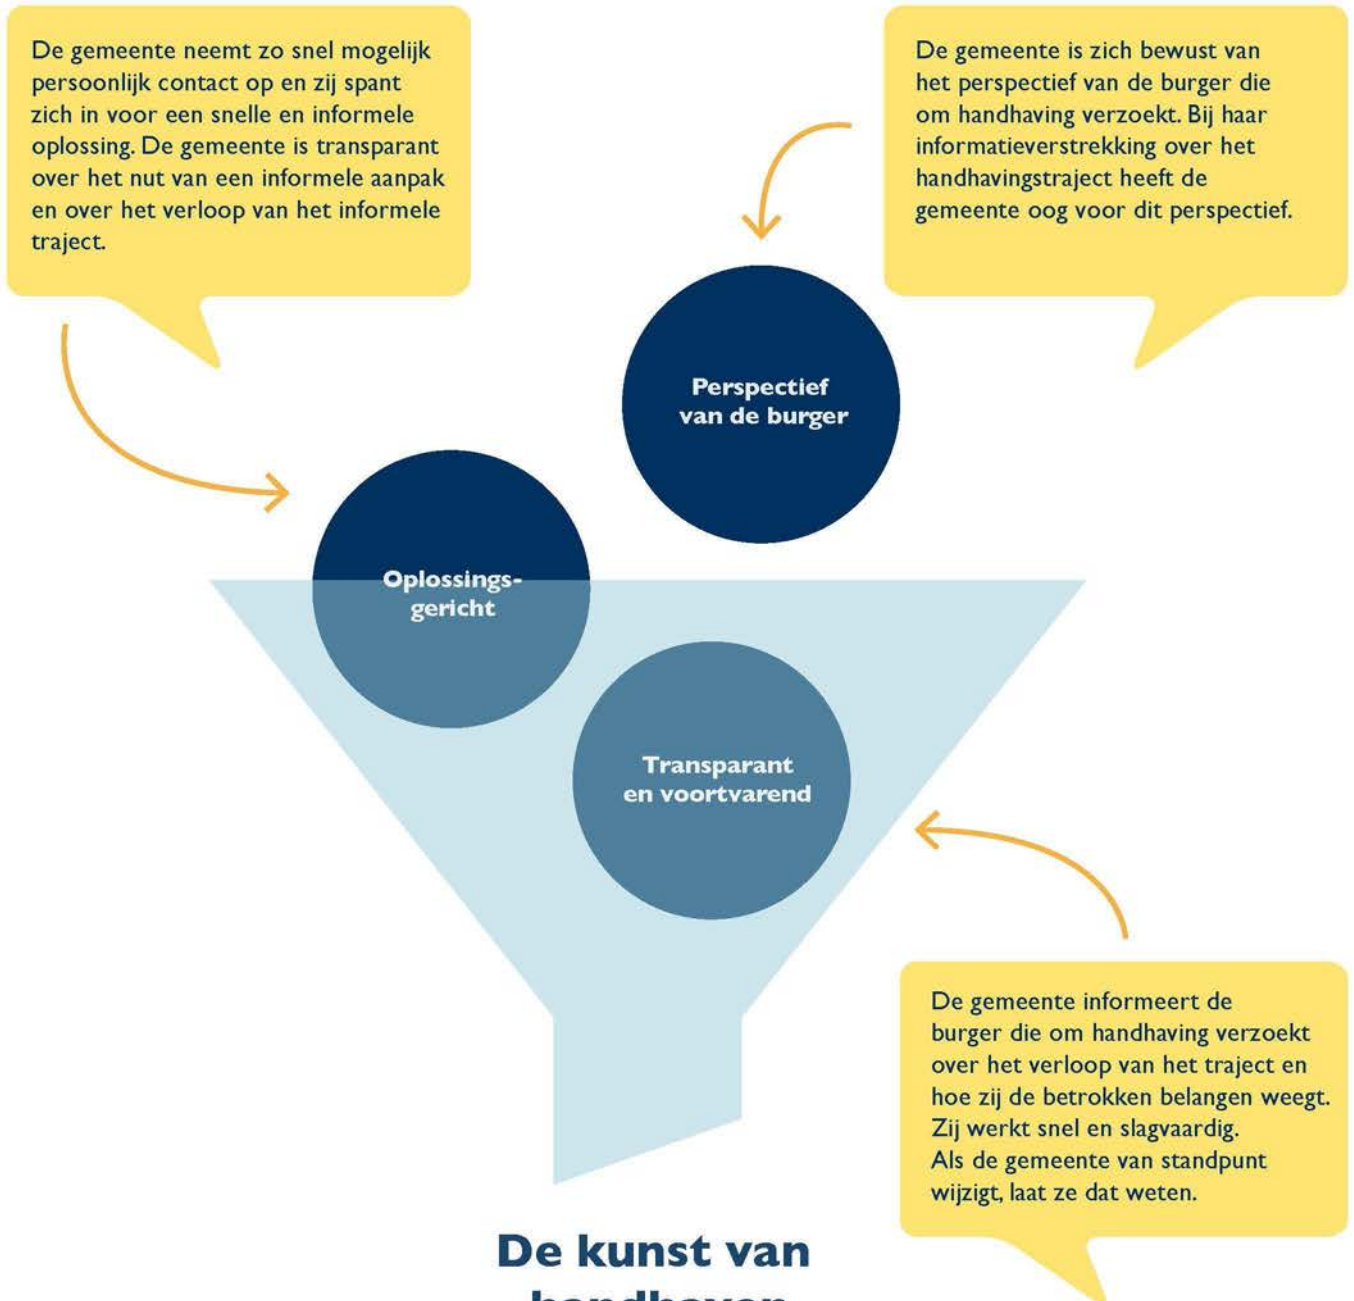 De gemeente neemt zo snel mogelijk
persoonlijk contact op en zij spant
zich in voor een snelle en informele
oplossing. De gemeente is transparant
over het nut van een informele aanpak
en over het verloop van het informele
traject.
De gemeente is zich bewust van
het perspectief van de burger die
om handhaving verzoekt. Bij haar
informatieverstrekking over het
handhavingstraject heeft de
gemeente oog voor dit perspectief.
Perspectief
van de burger
Oplossings-
gericht
Transparant
en voortvarend
De gemeente informeert de
burger die om handhaving verzoekt
over het verloop van het traject en
hoe zij de betrokken belangen weegt.
Zij werkt snel en slagvaardig.
Als de gemeente van standpunt
wijzigt, laat ze dat weten.
De kunst van
handhaven